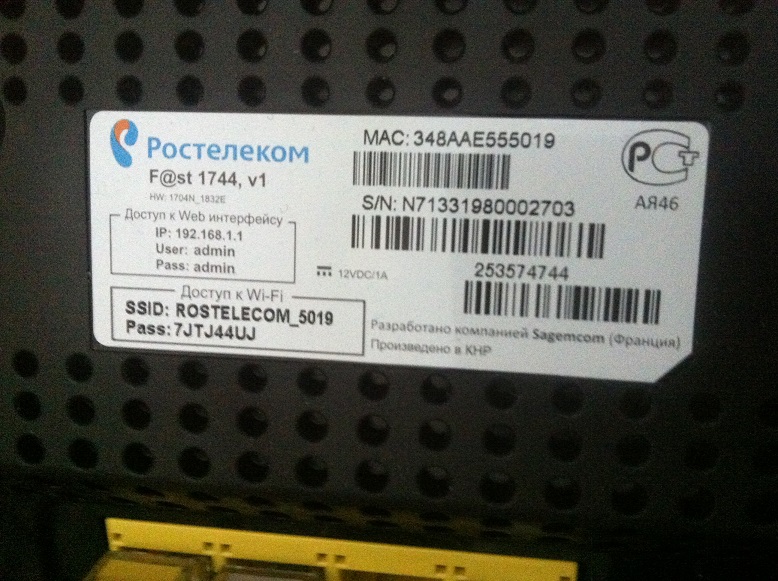 Ростелеком
F@st 1744, v1
HW: 1704N_1832E
Доступ к Web интерфейсу
IP: 192.168.1.1
User: admin
Pass: admin
Доступ к Wi-Fi
SSID: ROSTELECOM_5019
Pass: 7JTJ44UJ
MAC: 348AAE555019
S/N: N71331980002703
12VDC/1A
253574744
Разработано компанией Sagemcom (Франция)
Произведено в КНР
РСТ
АЯ46